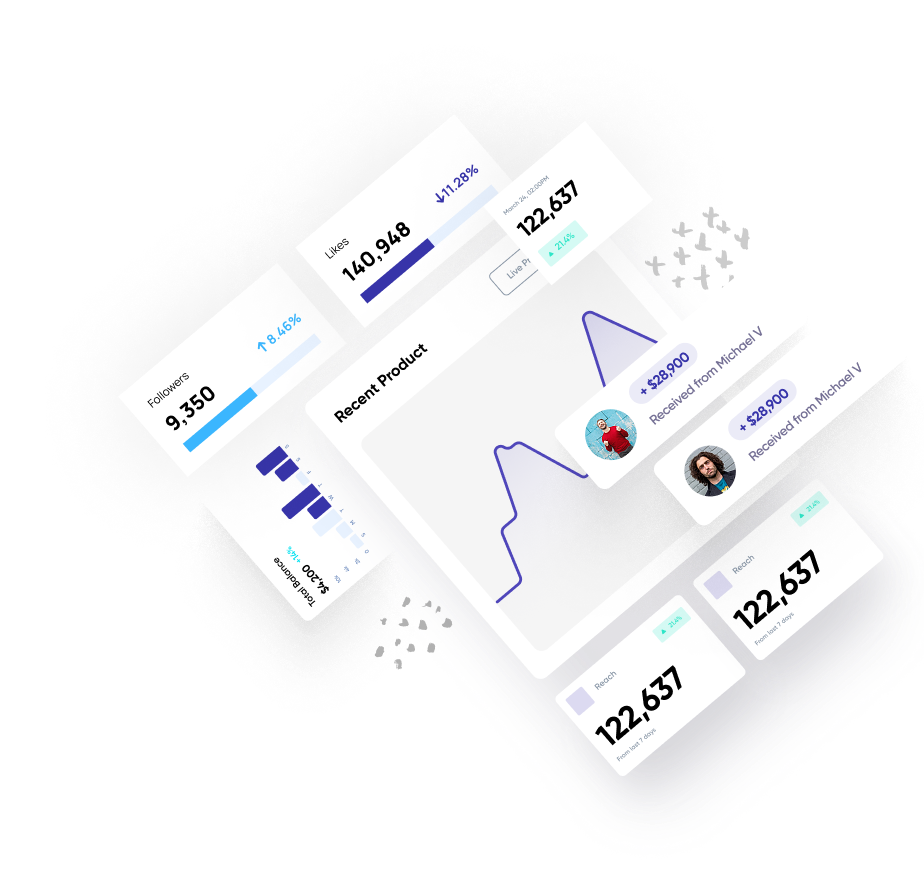 Likes
140,948
11.28%
March 26, 02:00PM
122,637
21.4%
Followers
9,350
8.46%
Recent Product
Live Pr
+ $28,900
Received from Michael V
+ $28,900
Received from Michael V
Total Balance
$4,200
+14%
Reach
21.4%
122,637
From last 7 days
Reach
21.4%
122,637
From last 7 days